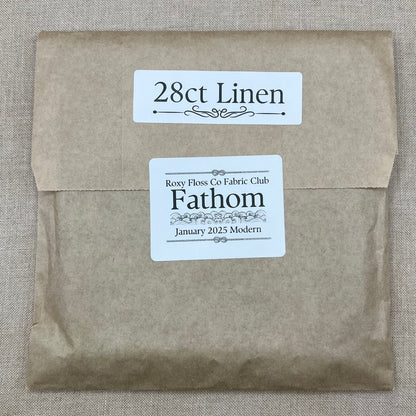 28ct Linen
Roxy Floss Co Fabric Club
Fathom
January 2025 Modern